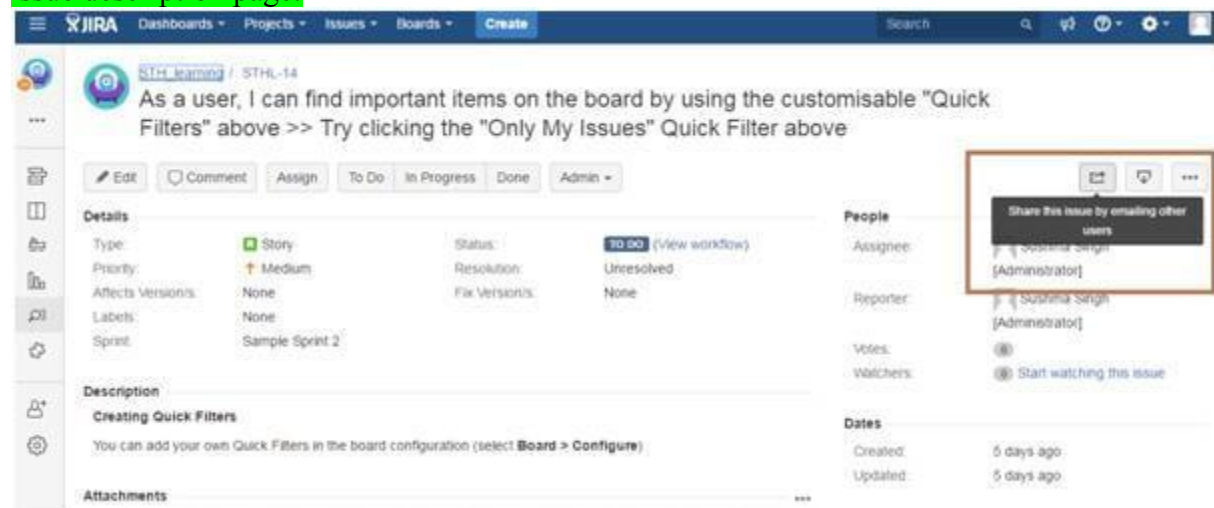 JIRA Dashboards Projects Issues Boards Create Search
STH_learning / STHL-14
As a user, I can find important items on the board by using the customisable "Quick
Filters" above >> Try clicking the "Only My Issues" Quick Filter above
Edit Comment Assign To Do In Progress Done Admin
Share this issue by emailing other
users
Details
Type: Story Status: TO DO (View workflow)
Priority: Medium Resolution: Unresolved
Affects Version/s: None Fix Version/s: None
Labels: None
Sprint: Sample Sprint 2
People
Assignee: Sushma Singh
[Administrator]
Reporter: Sushma Singh
[Administrator]
Votes: 0
Watchers: 0 Start watching this issue
Description
Creating Quick Filters
You can add your own Quick Filters in the board configuration (select Board > Configure)
Dates
Created: 5 days ago
Updated: 5 days ago
Attachments